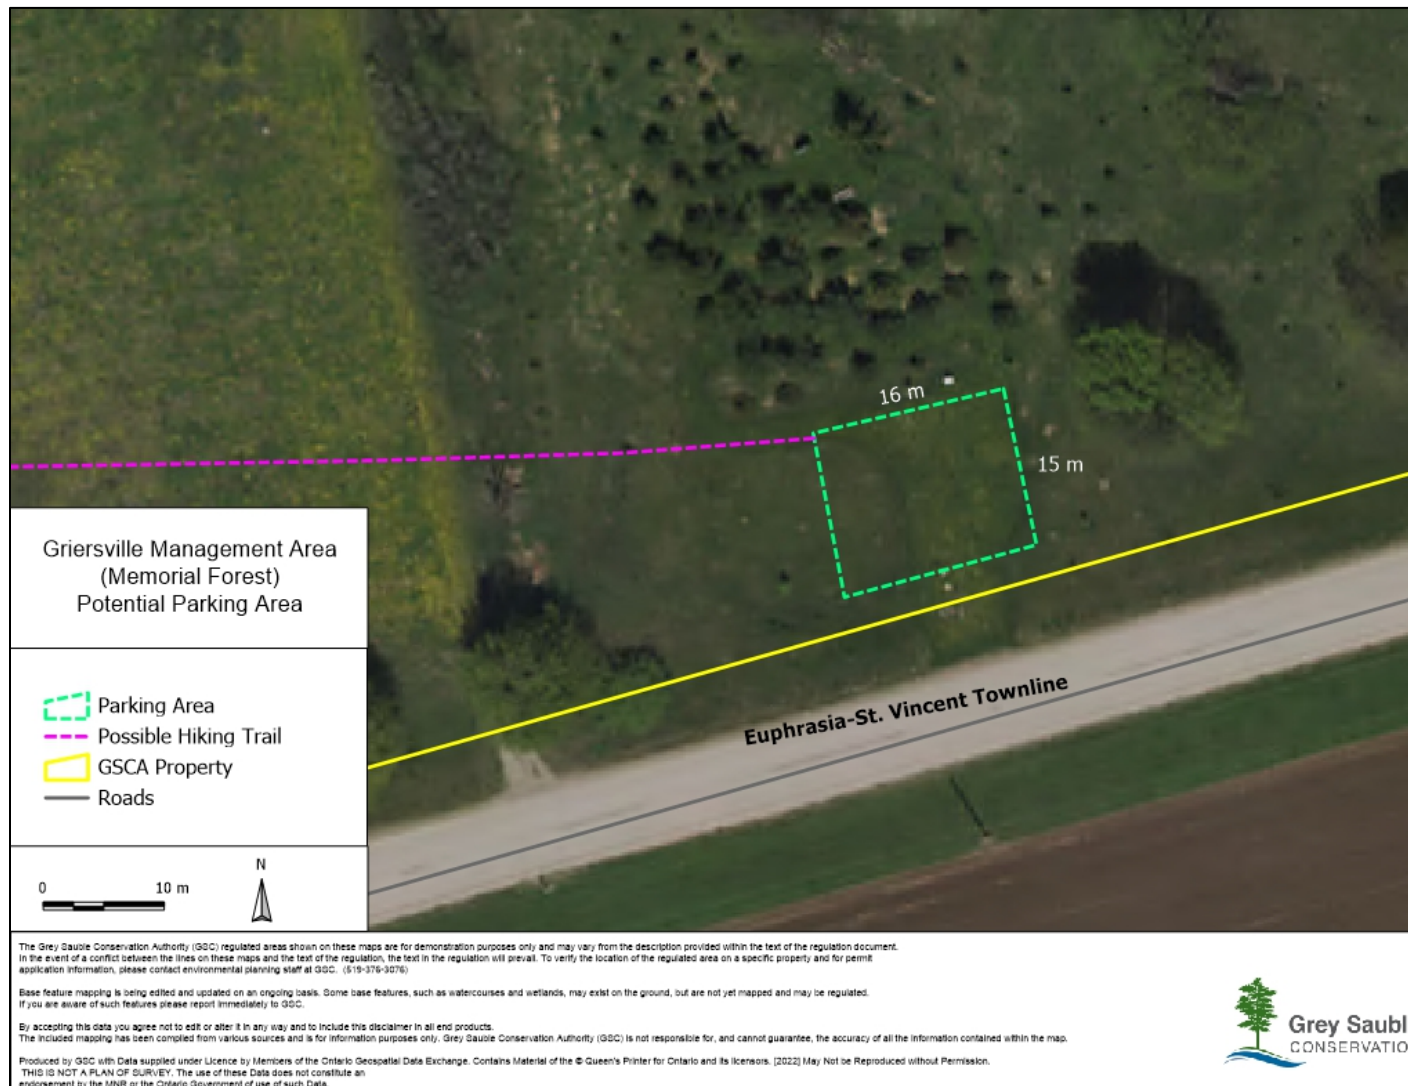 16 m
15 m
Euphrasia-St. Vincent Townline
Griersville Management Area
(Memorial Forest)
Potential Parking Area
Parking Area
Possible Hiking Trail
GSCA Property
Roads
0 10 m
N
The Grey Sauble Conservation Authority (GSC) regulated areas shown on these maps are for demonstration purposes only and may vary from the description provided within the text of the regulation document.
In the event of a conflict between the lines on these maps and the text of the regulation, the text in the regulation will prevail. To verify the location of the regulated area on a specific property and for permit
application information, please contact environmental planning staff at GSC. (519-376-3076)
Base feature mapping is being edited and updated on an ongoing basis. Some base features, such as watercourses and wetlands, may exist on the ground, but are not yet mapped and may be regulated.
If you are aware of such features please report immediately to GSC.
By accepting this data you agree not to edit or alter it in any way and to include this disclaimer in all end products.
The included mapping has been compiled from various sources and is for information purposes only. Grey Sauble Conservation Authority (GSC) is not responsible for, and cannot guarantee, the accuracy of all the information contained within the map.
Produced by GSC with Data supplied under Licence by Members of the Ontario Geospatial Data Exchange. Contains Material of the © Queen's Printer for Ontario and its licensors. [2022] May Not be Reproduced without Permission.
THIS IS NOT A PLAN OF SURVEY. The use of these Data does not constitute an
endorsement by the MNR or the Ontario Government of use of such Data.
Grey Saubl
CONSERVATIO